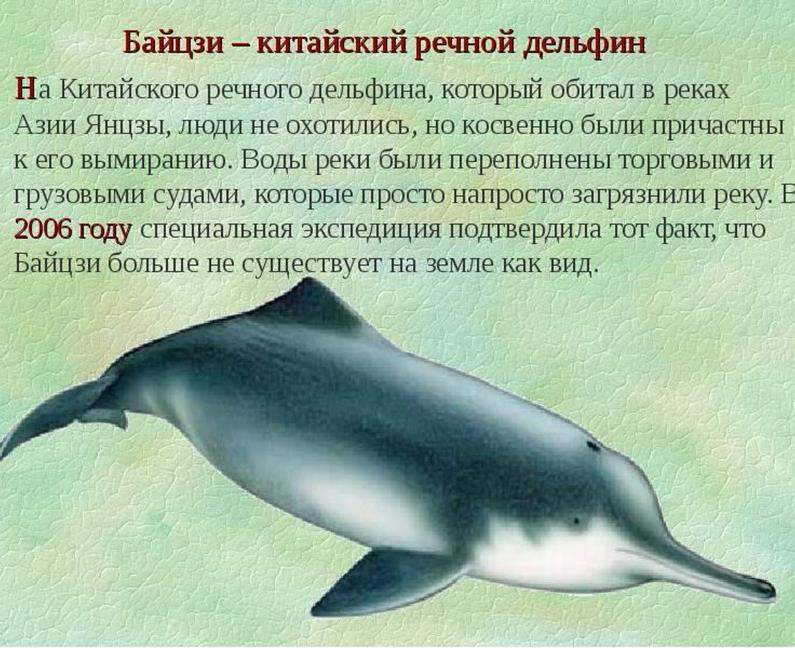 Байцзи – китайский речной дельфин
На Китайского речного дельфина, который обитал в реках
Азии Янцзы, люди не охотились, но косвенно были причастны
к его вымиранию. Воды реки были переполнены торговыми и
грузовыми судами, которые просто напросто загрязнили реку. В
2006 году специальная экспедиция подтвердила тот факт, что
Байцзи больше не существует на земле как вид.